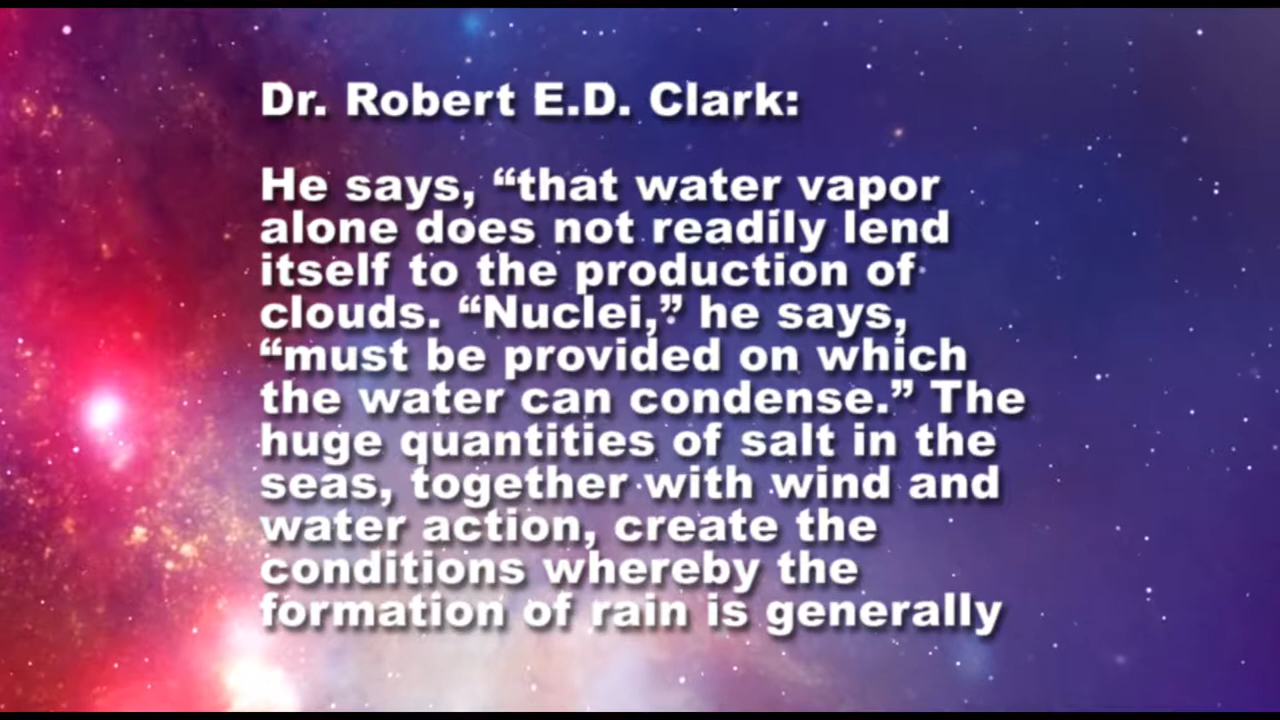 Dr. Robert E.D. Clark:
He says, “that water vapor
alone does not readily lend
itself to the production of
clouds. “Nuclei,” he says,
“must be provided on which
the water can condense.” The
huge quantities of salt in the
seas, together with wind and
water action, create the
conditions whereby the
formation of rain is generally